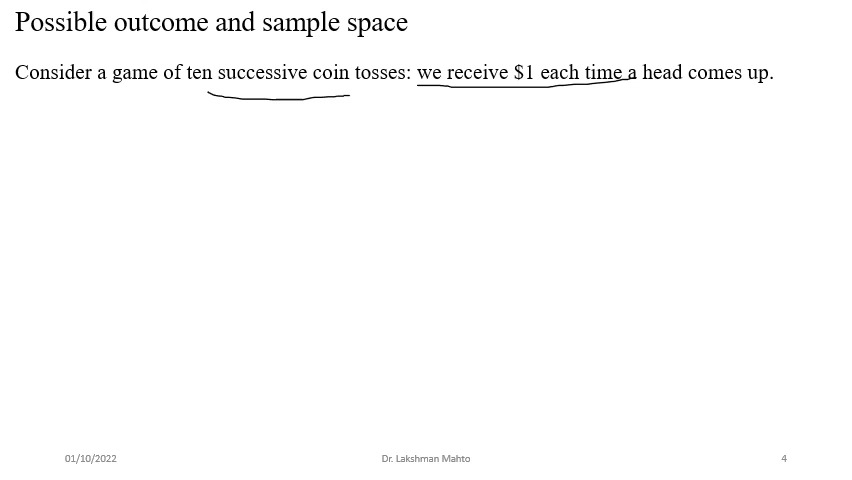 Possible outcome and sample space
Consider a game of ten successive coin tosses: we receive $1 each time a head comes up.
01/10/2022
Dr. Lakshman Mahto
4